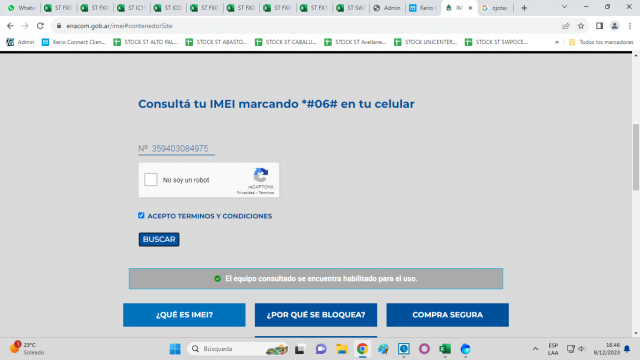 Whats
ST FX
ST FX
ST IC1
ST IC0
ST FX
ST FX
ST FX
ST SW
Admin
Kerio
IM
ojotas
enacom.gob.ar/imei#contenedorSite
Admin
Kerio Connect Clien...
STOCK ST ALTO PAL...
STOCK ST ABASTO...
STOCK ST CABALLI...
STOCK ST Avellane...
STOCK UNICENTER...
STOCK ST SWPOCE...
»
Todos los marcadores
Consultá tu IMEI marcando *#06# en tu celular
Nº 359403084975
No soy un robot
reCAPTCHA
Privacidad - Términos
ACEPTO TERMINOS Y CONDICIONES
BUSCAR
El equipo consultado se encuentra habilitado para el uso.
¿QUÉ ES IMEI?
¿POR QUÉ SE BLOQUEA?
COMPRA SEGURA
1
23°C
Soleado
Búsqueda
ESP
LAA
16:46
8/12/2023